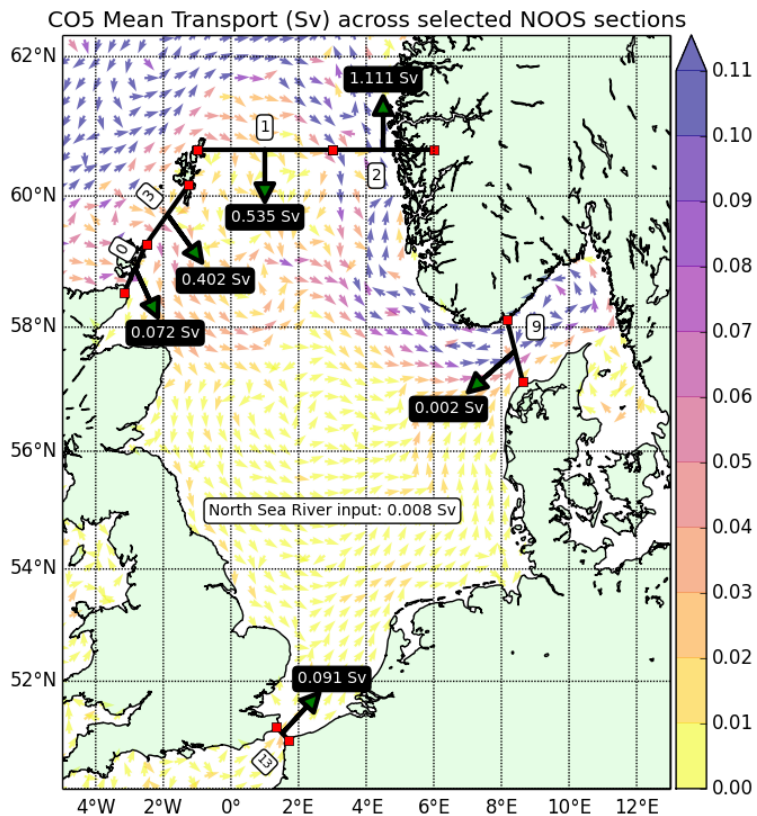 CO5 Mean Transport (Sv) across selected NOOS sections
62°N
60°N
58°N
56°N
54°N
52°N
1.111 Sv
1
2
3
0.535 Sv
0
0.402 Sv
0.072 Sv
9
0.002 Sv
North Sea River input: 0.008 Sv
0.091 Sv
13
4°W
2°W
0°
2°E
4°E
6°E
8°E
10°E
12°E
0.11
0.10
0.09
0.08
0.07
0.06
0.05
0.04
0.03
0.02
0.01
0.00